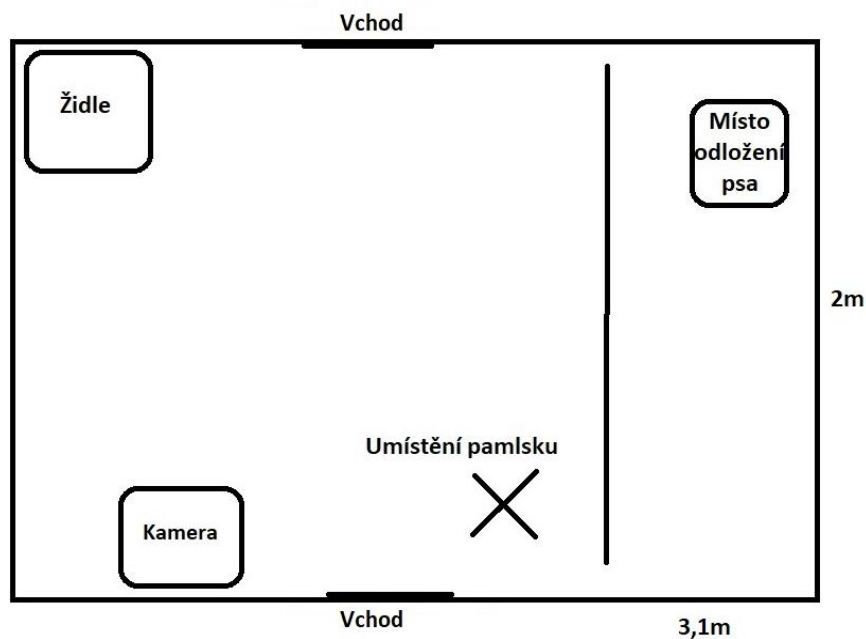 Vchod
Židle
Místo
odložení
psa
2m
Umístění pamlsku
Kamera
Vchod
3,1m